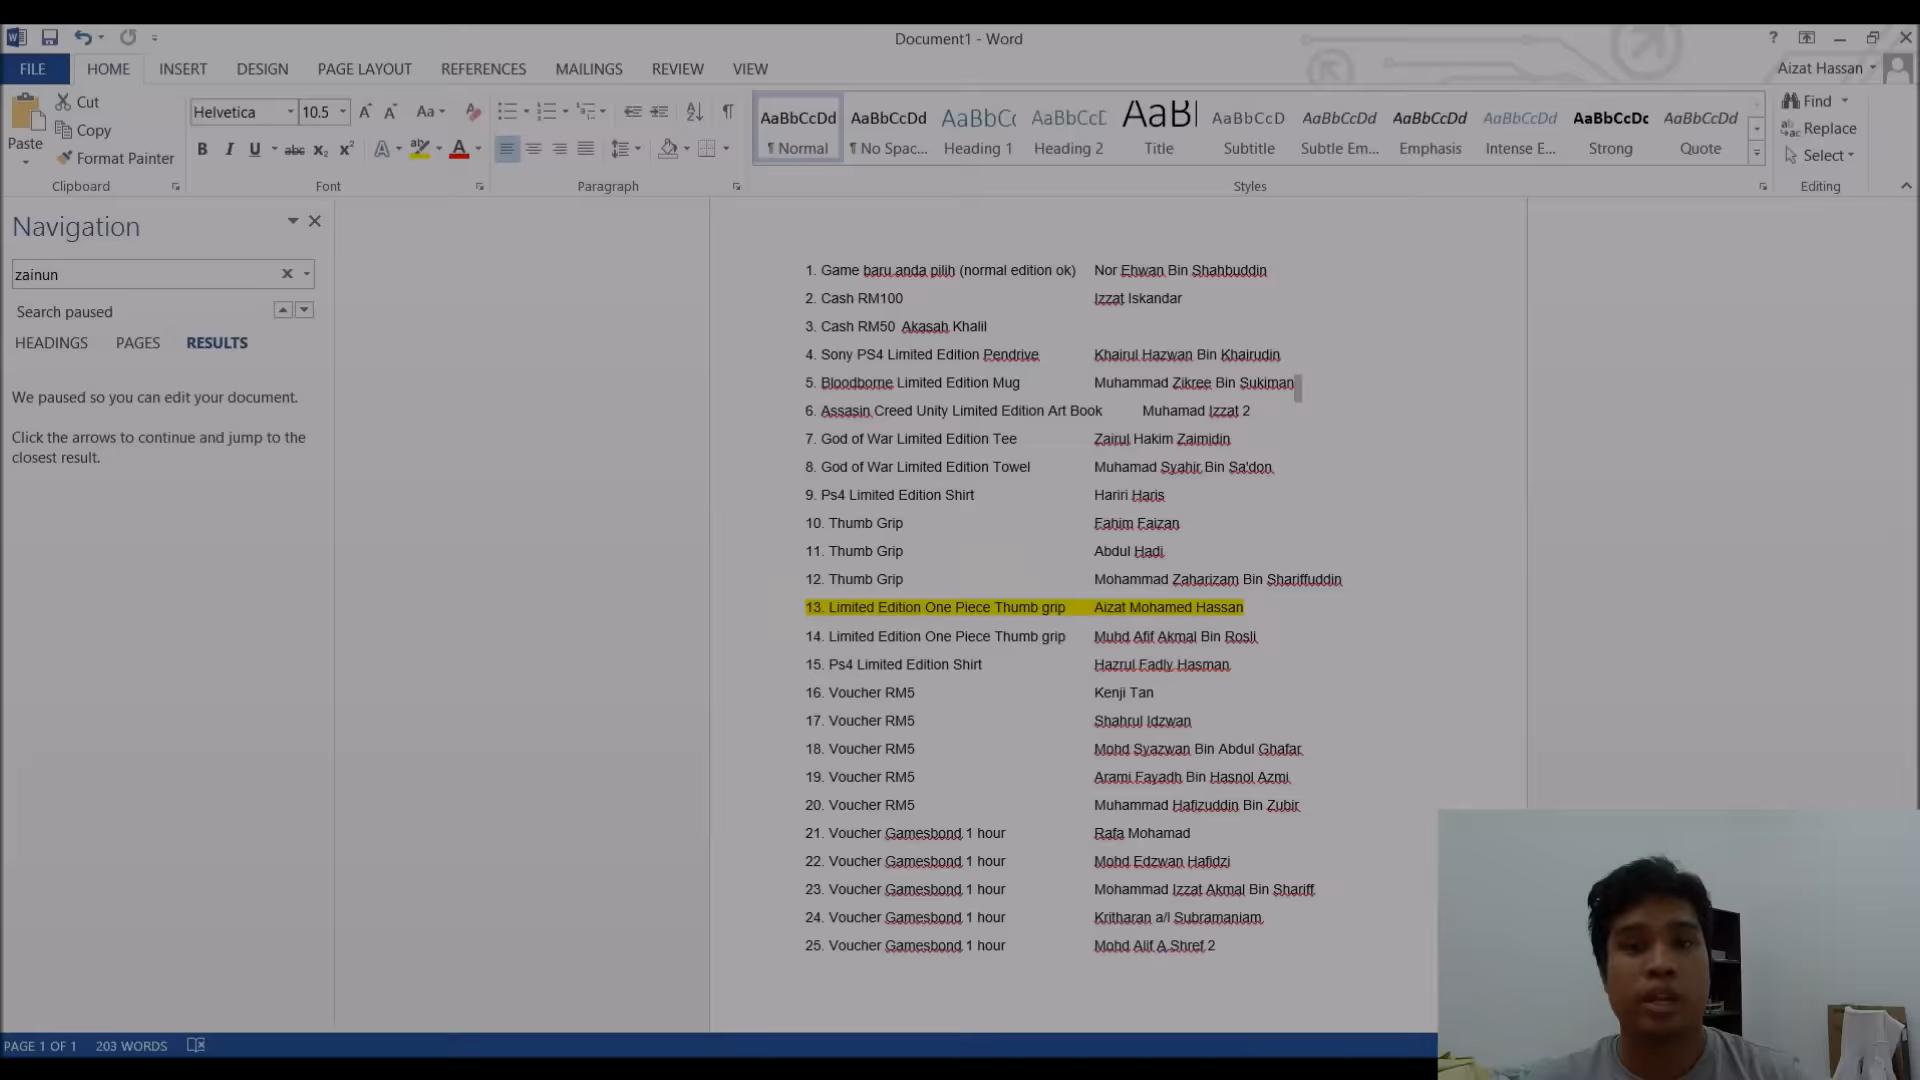 Document1 - Word
?
FILE HOME INSERT DESIGN PAGE LAYOUT REFERENCES MAILINGS REVIEW VIEW
Aizat Hassan
Paste
Cut
Copy
Format Painter
Clipboard
Helvetica 10.5
Font
Paragraph
AaBbCcDd AaBbCcDd AaBbCc AaBbCcD AaBb AaBbCcD AaBbCcDd AaBbCcDd AaBbCcDd AaBbCcDc AaBbCcDd
¶ Normal ¶ No Spac... Heading 1 Heading 2 Title Subtitle Subtle Em... Emphasis Intense E... Strong Quote
Styles
Find
Replace
Select
Editing
Navigation
zainun
Search paused
HEADINGS PAGES RESULTS
We paused so you can edit your document.
Click the arrows to continue and jump to the
closest result.
1. Game baru anda pilih (normal edition ok) Nor Ehwan Bin Shahbuddin
2. Cash RM100 Izzat Iskandar
3. Cash RM50 Akasah Khalil
4. Sony PS4 Limited Edition Pendrive Khairul Hazwan Bin Khairudin
5. Bloodborne Limited Edition Mug Muhammad Zikree Bin Sukiman
6. Assasin Creed Unity Limited Edition Art Book Muhamad Izzat 2
7. God of War Limited Edition Tee Zairul Hakim Zaimidin
8. God of War Limited Edition Towel Muhamad Syahir Bin Sa'don
9. Ps4 Limited Edition Shirt Hariri Haris
10. Thumb Grip Fahim Faizan
11. Thumb Grip Abdul Hadi
12. Thumb Grip Mohammad Zaharizam Bin Shariffuddin
13. Limited Edition One Piece Thumb grip Aizat Mohamed Hassan
14. Limited Edition One Piece Thumb grip Muhd Afif Akmal Bin Rosli
15. Ps4 Limited Edition Shirt Hazrul Fadly Hasman
16. Voucher RM5 Kenji Tan
17. Voucher RM5 Shahrul Idzwan
18. Voucher RM5 Mohd Syazwan Bin Abdul Ghafar
19. Voucher RM5 Arami Fayadh Bin Hasnol Azmi
20. Voucher RM5 Muhammad Hafizuddin Bin Zubir
21. Voucher Gamesbond 1 hour Rafa Mohamad
22. Voucher Gamesbond 1 hour Mohd Edzwan Hafidzi
23. Voucher Gamesbond 1 hour Mohammad Izzat Akmal Bin Shariff
24. Voucher Gamesbond 1 hour Kritharan a/l Subramaniam
25. Voucher Gamesbond 1 hour Mohd Alif A Shref 2
PAGE 1 OF 1 203 WORDS